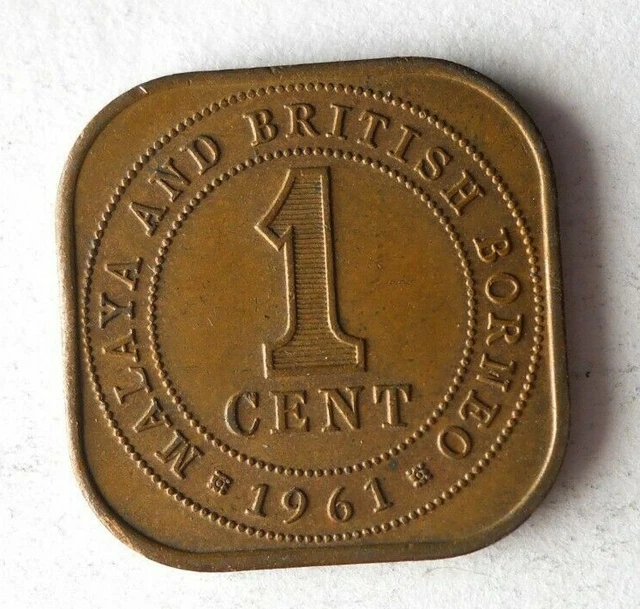 MALAYA AND BRITISH BORNEO
1
CENT
1961